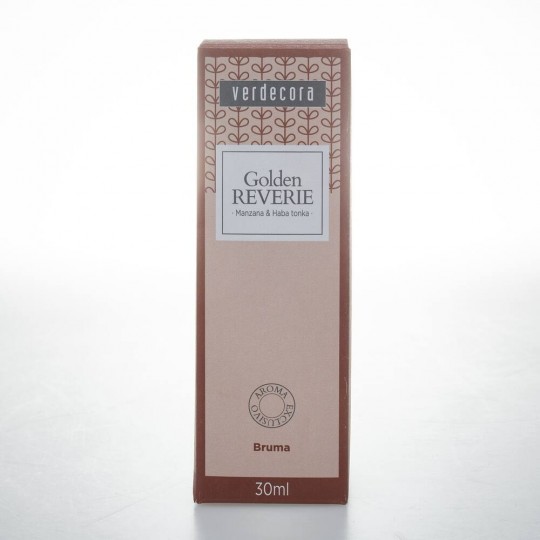 verdecora
Golden
REVERIE
· Manzana & Haba tonka ·
AROMA
EXCLUSIVO
Bruma
30ml